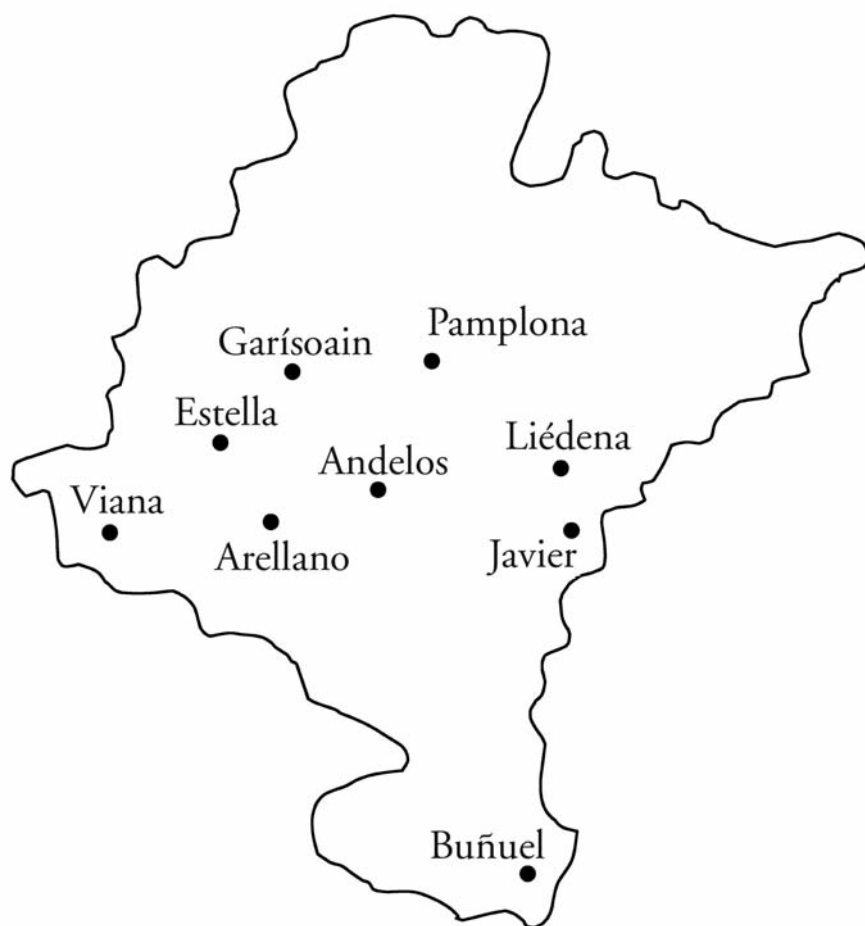 Pamplona
Garísoain
Estella
Liédena
Andelos
Viana
Arellano
Javier
Buñuel